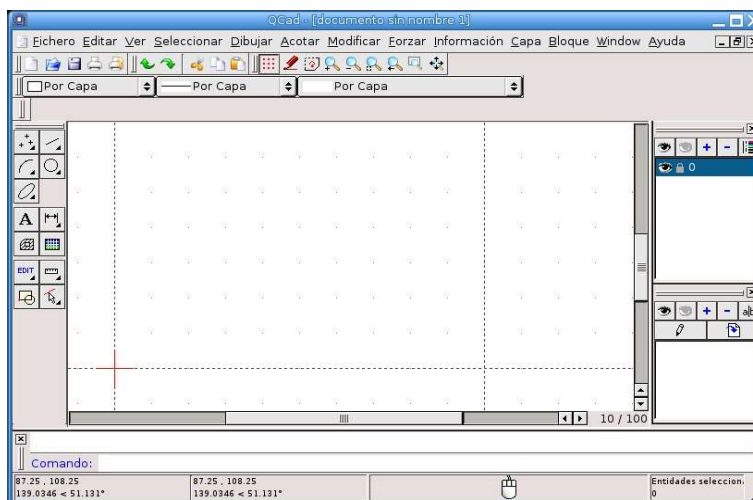 QCad - [documento sin nombre 1]
Fichero Editar Ver Seleccionar Dibujar Acotar Modificar Forzar Información Capa Bloque Window Ayuda
Por Capa Por Capa Por Capa
0
A
EDIT
10 / 100
Comando:
87.25 , 108.25 87.25 , 108.25 Entidades seleccion
139.0346 < 51.131° 139.0346 < 51.131° 0